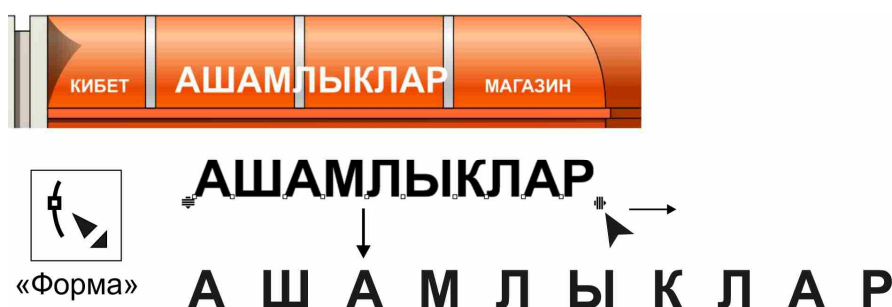 КИБЕТ АШАМЛЫКЛАР МАГАЗИН
АШАМЛЫКЛАР
«Форма»
А Ш А М Л Ы К Л А Р